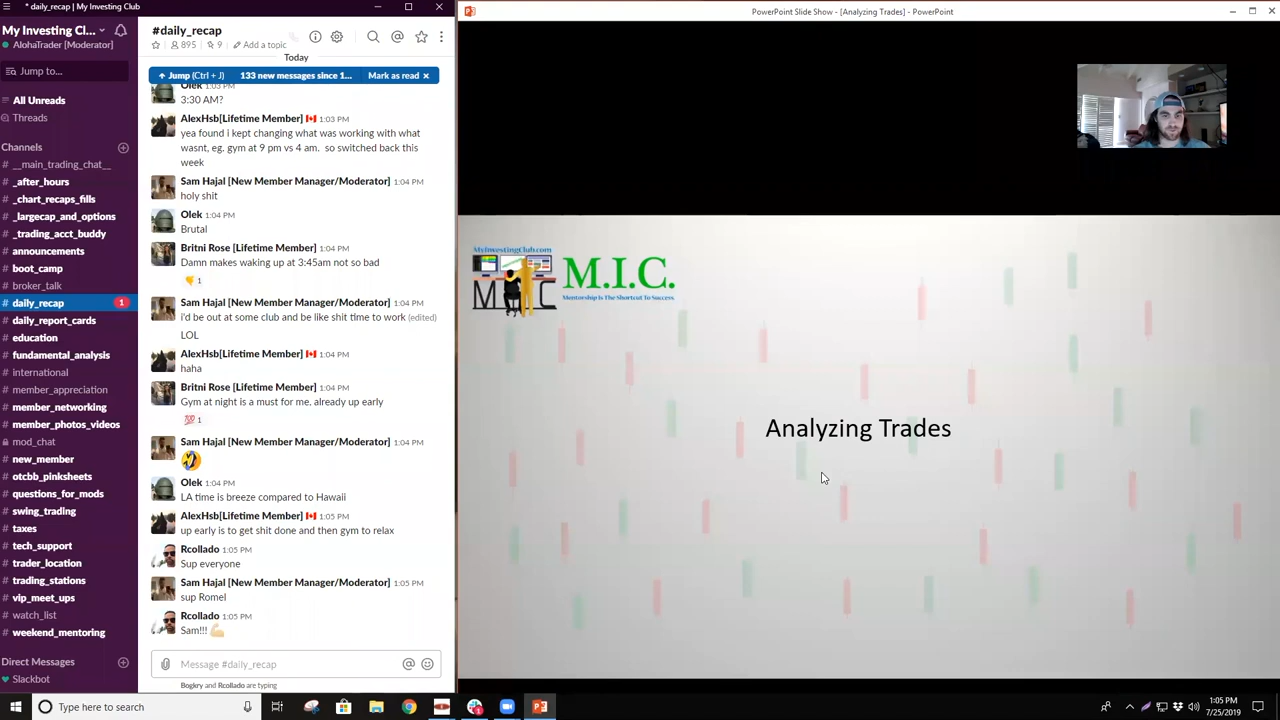 * daily_recap | My Investing Club
My Investing Cl...
AlohaTrader [Moderator]
Jump to...
All Unreads
Threads
Channels
# __main_trading_chat__
# _after_hours
# _chart_recaps_fills
# _largecap_and_options
# _trading_acct_buddy
# announcements
# boot_camp
# broker_talk
# daily_recap 1
# daily_report_cards
# education
# fundamental_analysis
# international
# member_appreciation
# member_networking
# member_photos_videos
# mod_chat
# new_member
# otcbb_pinksheets
# questions_for_mods
# swing_trading
# taxes
# tech_support
# trader_location
# trading_stations
# vip_meet_ups
# watch_list
# weekend_mentoring
Direct Messages
Slackbot
#daily_recap
895 9 Add a topic
Today
Jump (Ctrl + J) 133 new messages since 1... Mark as read
Olek 1:03 PM
3:30 AM?
AlexHsb[Lifetime Member] 1:03 PM
yea found i kept changing what was working with what
wasnt, eg. gym at 9 pm vs 4 am. so switched back this
week
Sam Hajal [New Member Manager/Moderator] 1:04 PM
holy shit
Olek 1:04 PM
Brutal
Britni Rose [Lifetime Member] 1:04 PM
Damn makes waking up at 3:45am not so bad
1
Sam Hajal [New Member Manager/Moderator] 1:04 PM
i'd be out at some club and be like shit time to work (edited)
LOL
AlexHsb[Lifetime Member] 1:04 PM
haha
Britni Rose [Lifetime Member] 1:04 PM
Gym at night is a must for me. already up early
💯 1
Sam Hajal [New Member Manager/Moderator] 1:04 PM
🤣
Olek 1:04 PM
LA time is breeze compared to Hawaii
AlexHsb[Lifetime Member] 1:05 PM
up early is to get shit done and then gym to relax
Rcollado 1:05 PM
Sup everyone
Sam Hajal [New Member Manager/Moderator] 1:05 PM
sup Romel
Rcollado 1:05 PM
Sam!!! 💪🏼
Message #daily_recap
Bogkry and Rcollado are typing
PowerPoint Slide Show - [Analyzing Trades] - PowerPoint
MyInvestingClub.com
MIC
M.I.C.
Mentorship Is The Shortcut To Success.
Analyzing Trades
Type here to search
1:05 PM
7/25/2019